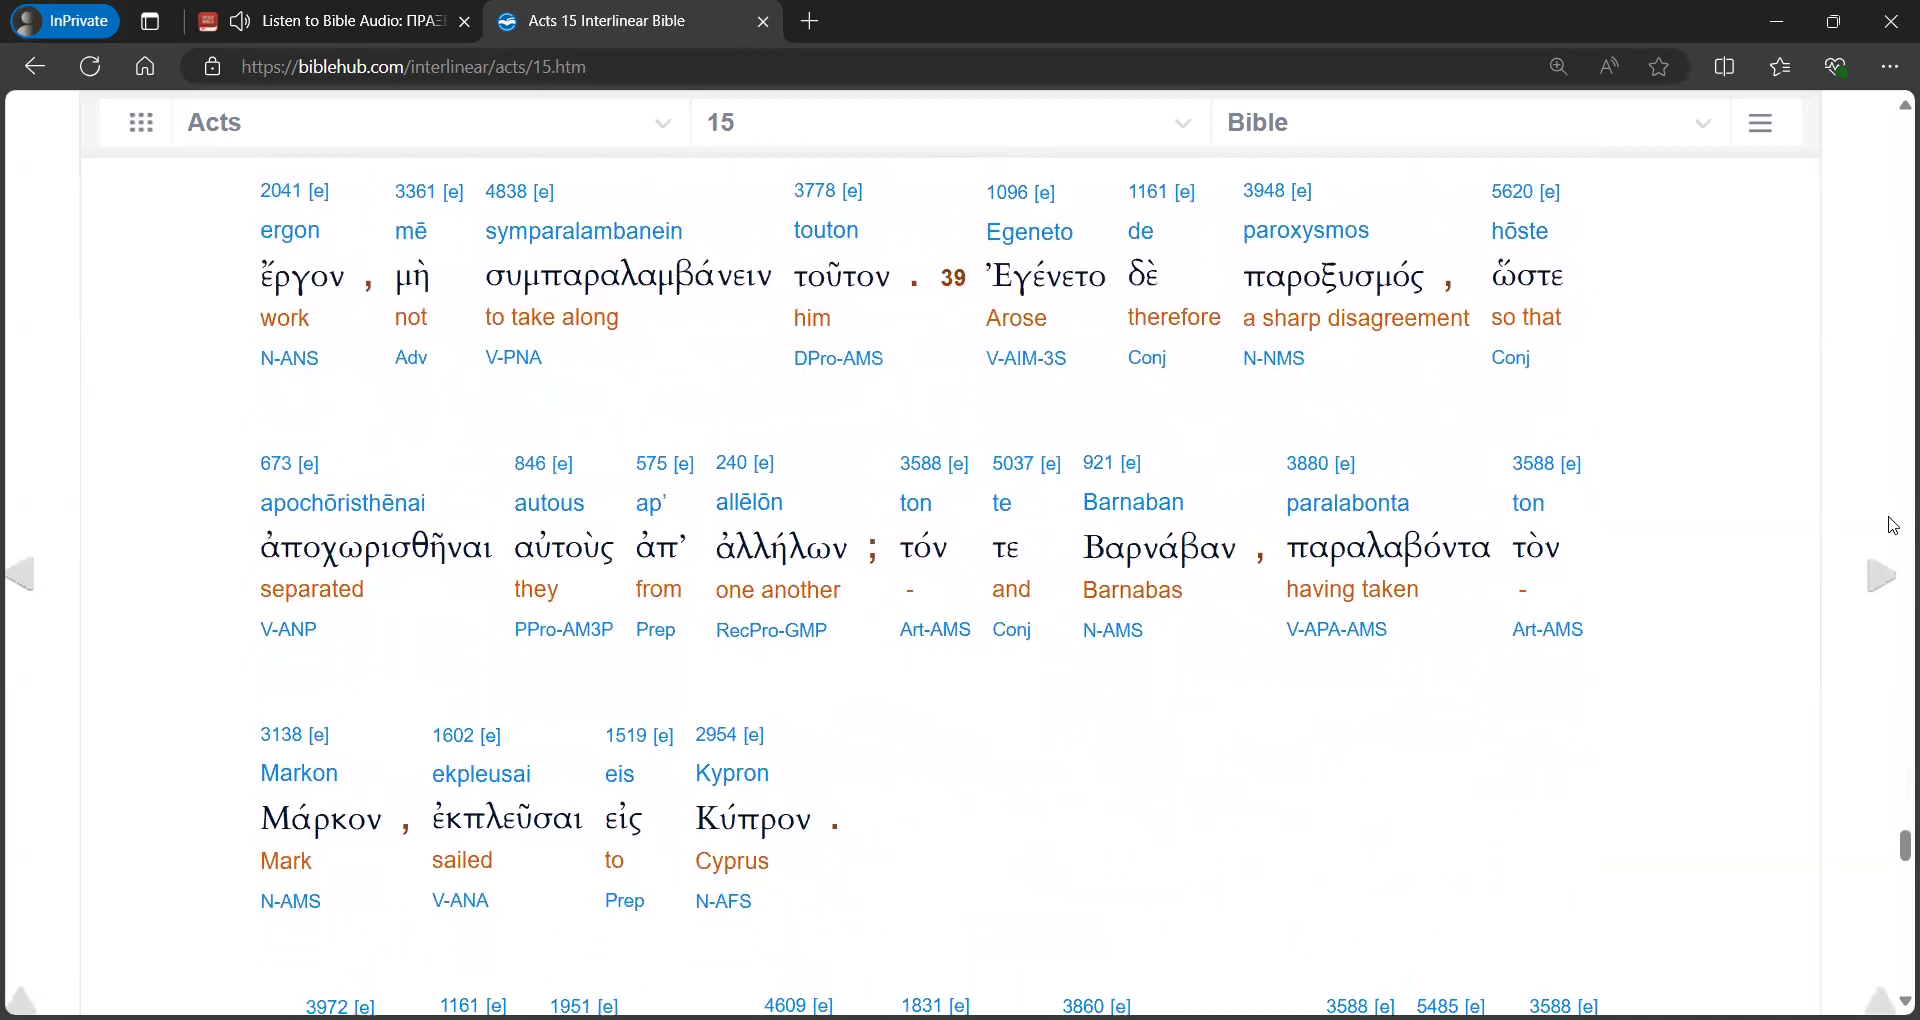 InPrivate
Listen to Bible Audio: ΠΡΑΞ
Acts 15 Interlinear Bible
https://biblehub.com/interlinear/acts/15.htm
Acts 15 Bible
2041 [e] 3361 [e] 4838 [e] 3778 [e] 1096 [e] 1161 [e] 3948 [e] 5620 [e]
ergon mē symparalambanein touton Egeneto de paroxysmos hōste
ἔργον , μὴ συμπαραλαμβάνειν τοῦτον . 39 Ἐγένετο δὲ παροξυσμός , ὥστε
work not to take along him Arose therefore a sharp disagreement so that
N-ANS Adv V-PNA DPro-AMS V-AIM-3S Conj N-NMS Conj
673 [e] 846 [e] 575 [e] 240 [e] 3588 [e] 5037 [e] 921 [e] 3880 [e] 3588 [e]
apochōristhēnai autous ap’ allēlōn ton te Barnaban paralabonta ton
ἀποχωρισθῆναι αὐτοὺς ἀπ’ ἀλλήλων ; τόν τε Βαρνάβαν , παραλαβόντα τὸν
separated they from one another - and Barnabas having taken -
V-ANP PPro-AM3P Prep RecPro-GMP Art-AMS Conj N-AMS V-APA-AMS Art-AMS
3138 [e] 1602 [e] 1519 [e] 2954 [e]
Markon ekpleusai eis Kypron
Μάρκον , ἐκπλεῦσαι εἰς Κύπρον .
Mark sailed to Cyprus
N-AMS V-ANA Prep N-AFS
3972 [e] 1161 [e] 1951 [e] 4609 [e] 1831 [e] 3860 [e] 3588 [e] 5485 [e] 3588 [e]